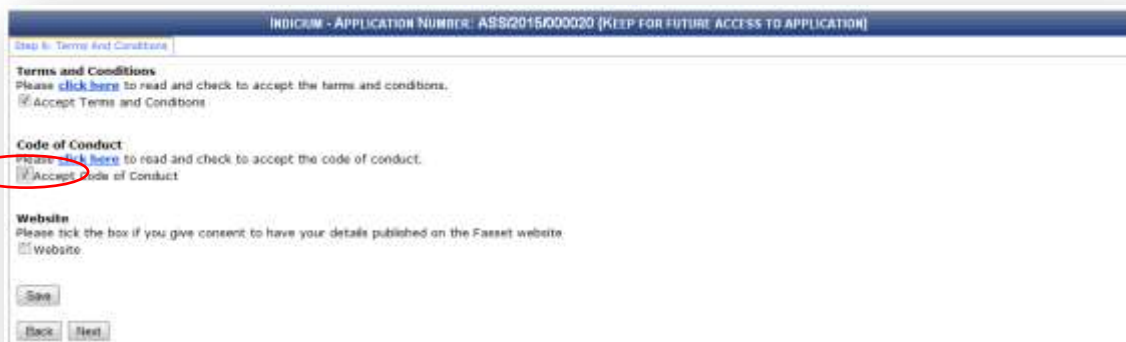 INDICIUM - APPLICATION NUMBER: ASS/2015/000020 (KEEP FOR FUTURE ACCESS TO APPLICATION)
Step 6: Terms And Conditions
Terms and Conditions
Please click here to read and check to accept the terms and conditions.
Accept Terms and Conditions
Code of Conduct
Please click here to read and check to accept the code of conduct.
Accept Code of Conduct
Website
Please tick the box if you give consent to have your details published on the Fasset website
Website
Save
Back Next